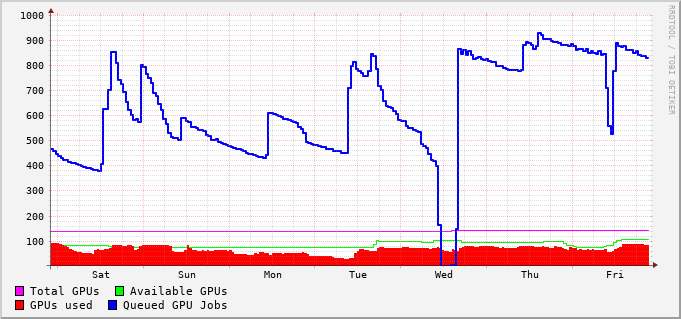 1000
900
800
700
600
500
400
300
200
100
Sat Sun Mon Tue Wed Thu Fri
Total GPUs Available GPUs
GPUs used Queued GPU Jobs
RRDTOOL / TOBI OETIKER